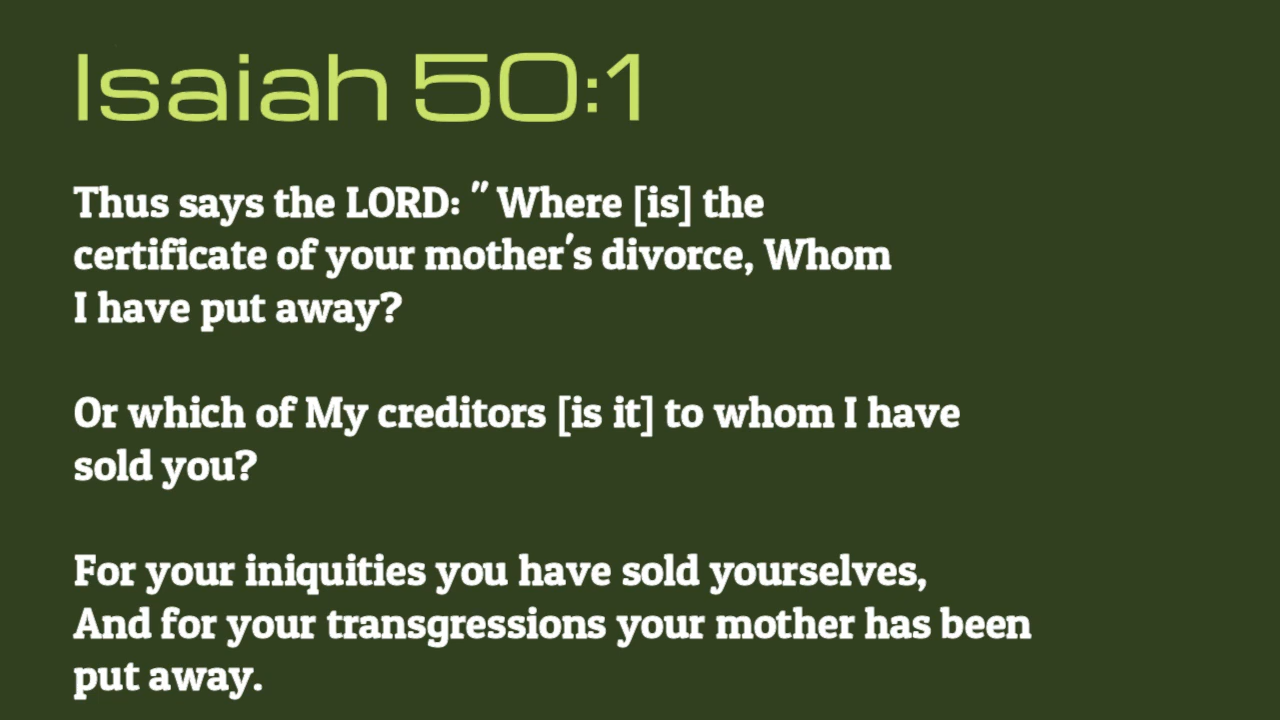 Isaiah 50:1
Thus says the LORD: " Where [is] the
certificate of your mother's divorce, Whom
I have put away?
Or which of My creditors [is it] to whom I have
sold you?
For your iniquities you have sold yourselves,
And for your transgressions your mother has been
put away.